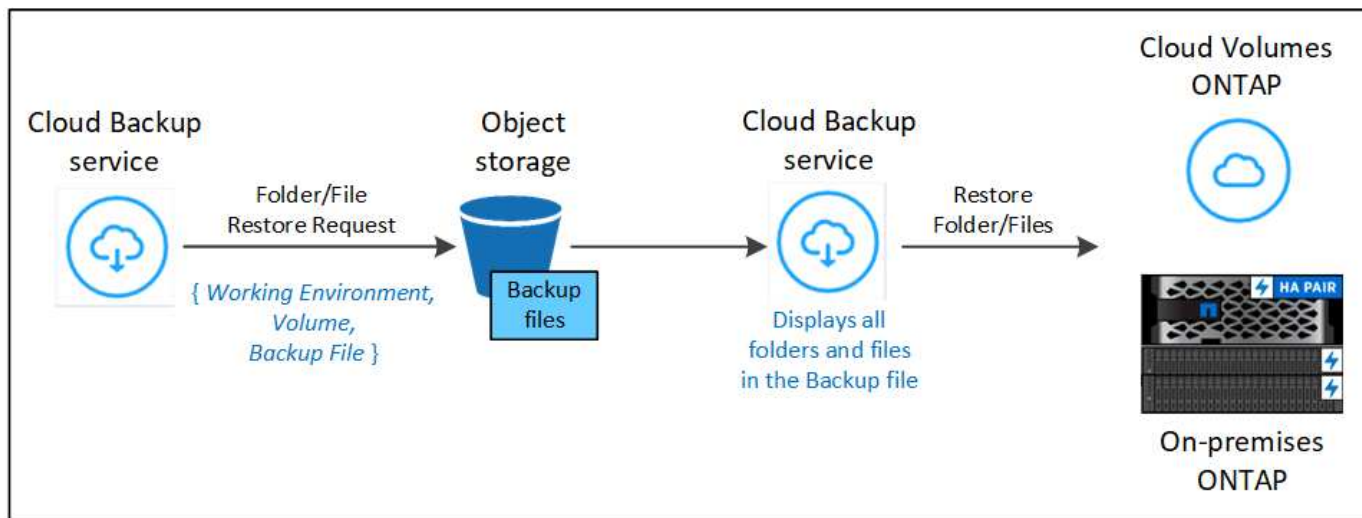 Cloud Backup
service
Folder/File
Restore Request
{ Working Environment,
Volume,
Backup File }
Object
storage
Backup
files
Cloud Backup
service
Displays all
folders and files
in the Backup file
Restore
Folder/Files
Cloud Volumes
ONTAP
HA PAIR
On-premises
ONTAP